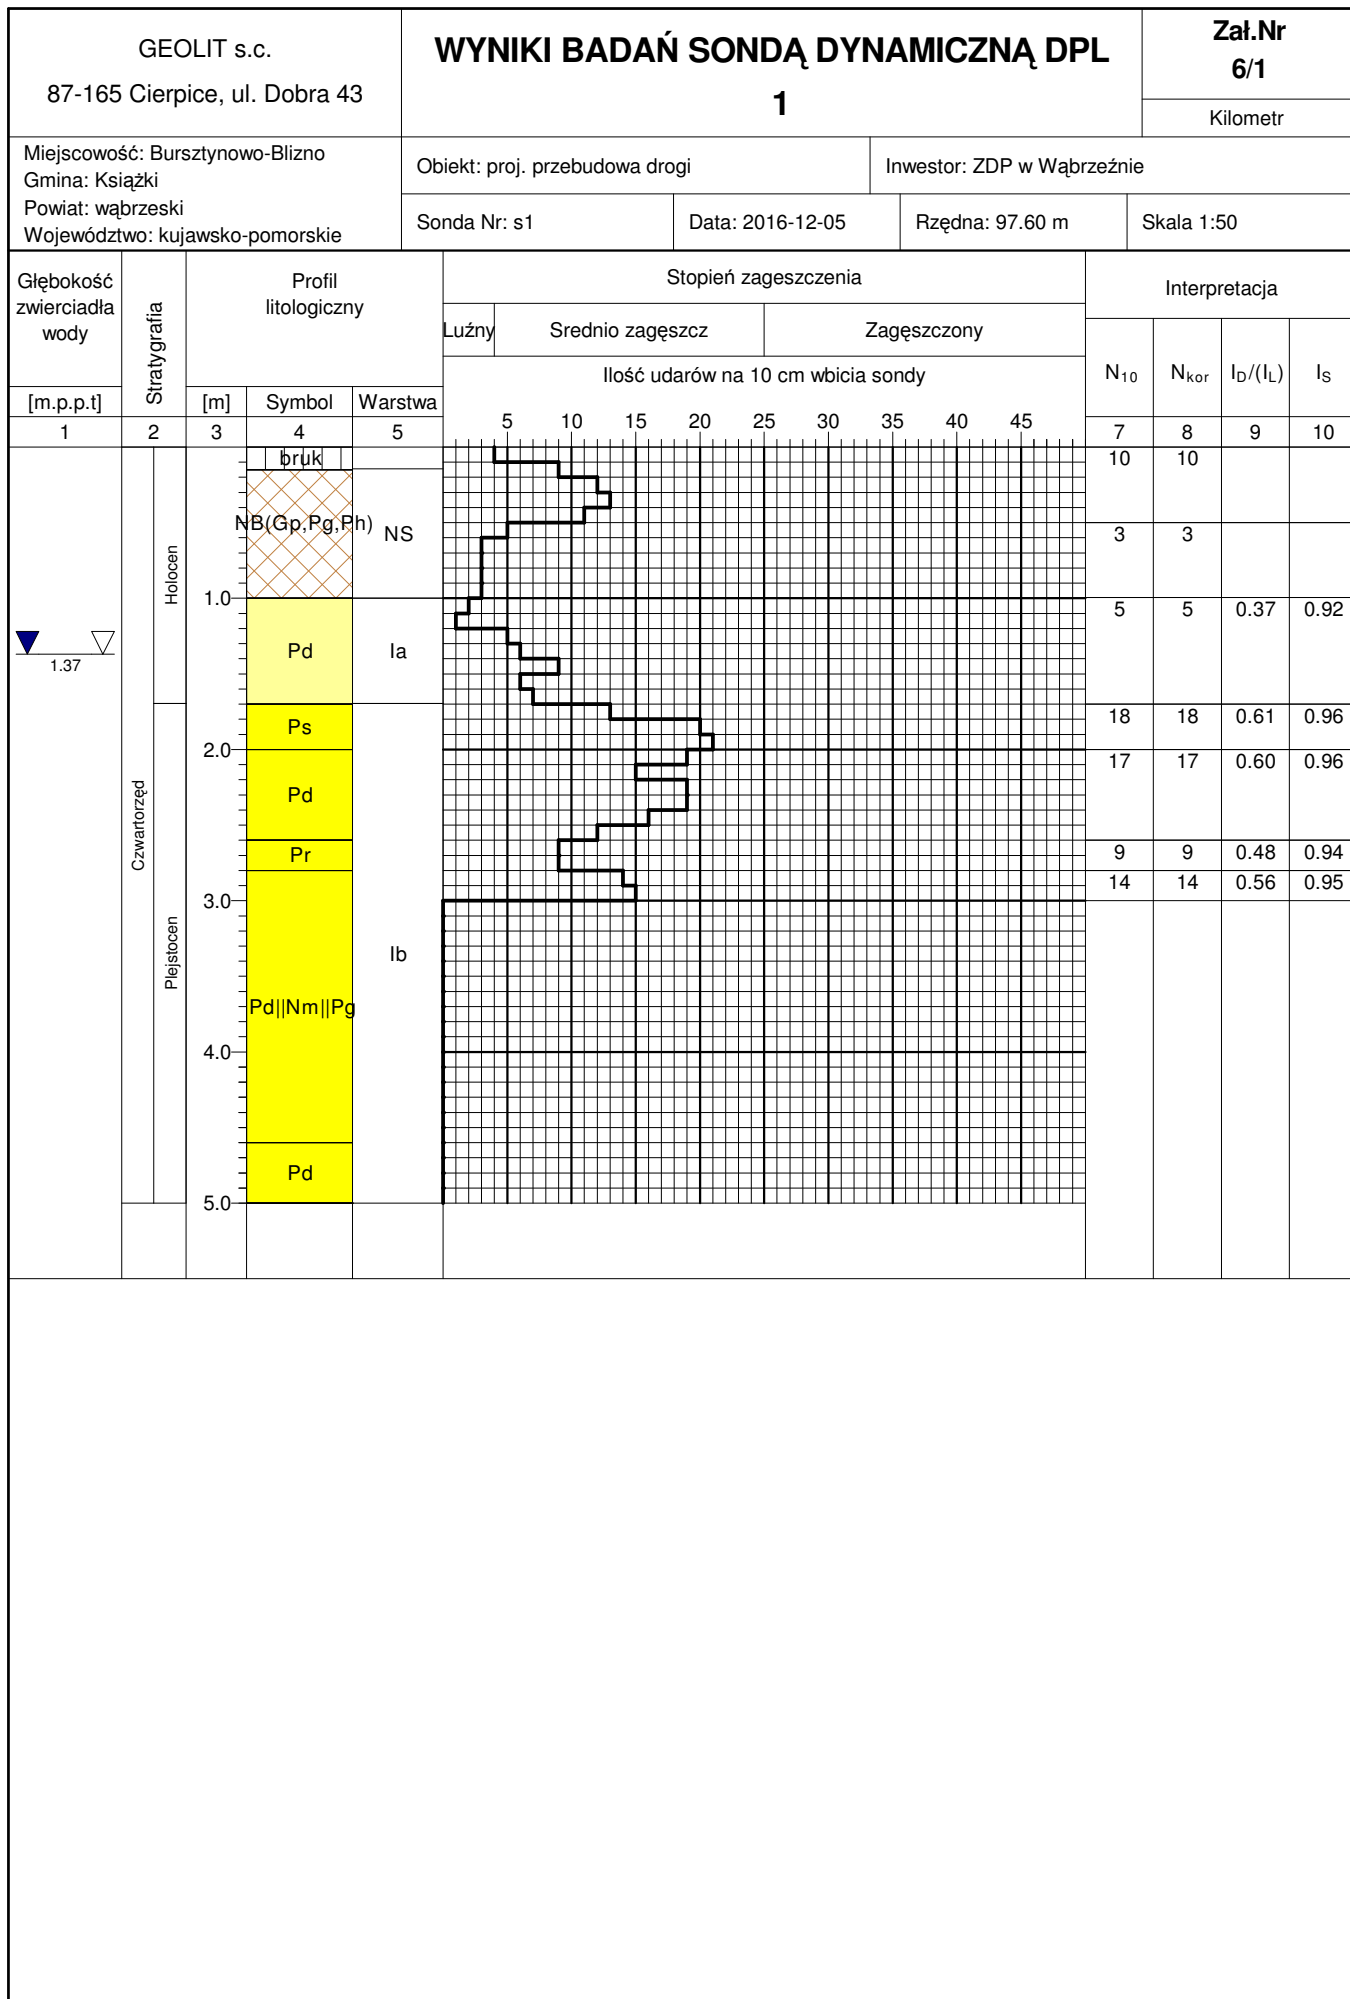 GEOLIT s.c.
87-165 Cierpice, ul. Dobra 43
WYNIKI BADAŃ SONDĄ DYNAMICZNĄ DPL
1
Zał.Nr
6/1
Kilometr
Miejscowość: Bursztynowo-Blizno
Gmina: Książki
Powiat: wąbrzeski
Województwo: kujawsko-pomorskie
Obiekt: proj. przebudowa drogi
Inwestor: ZDP w Wąbrzeźnie
Sonda Nr: s1
Data: 2016-12-05
Rzędna: 97.60 m
Skala 1:50
Głębokość
zwierciadła
wody
[m.p.p.t]
Stratygrafia
Profil
litologiczny
[m]
Symbol
Warstwa
Stopień zageszczenia
Luźny
Srednio zagęszcz
Zagęszczony
Ilość udarów na 10 cm wbicia sondy
5 10 15 20 25 30 35 40 45
Interpretacja
N10 Nkor ID/(IL) IS
1 2 3 4 5 7 8 9 10
bruk
10 10
NB(Gp,Pg,Ph)
NS
3 3
Holocen
1.0
5 5 0.37 0.92
1.37
Pd
Ia
Ps
18 18 0.61 0.96
2.0
17 17 0.60 0.96
Czwartorzęd
Pd
Pr
9 9 0.48 0.94
14 14 0.56 0.95
3.0
Plejstocen
Ib
Pd||Nm||Pg
4.0
Pd
5.0